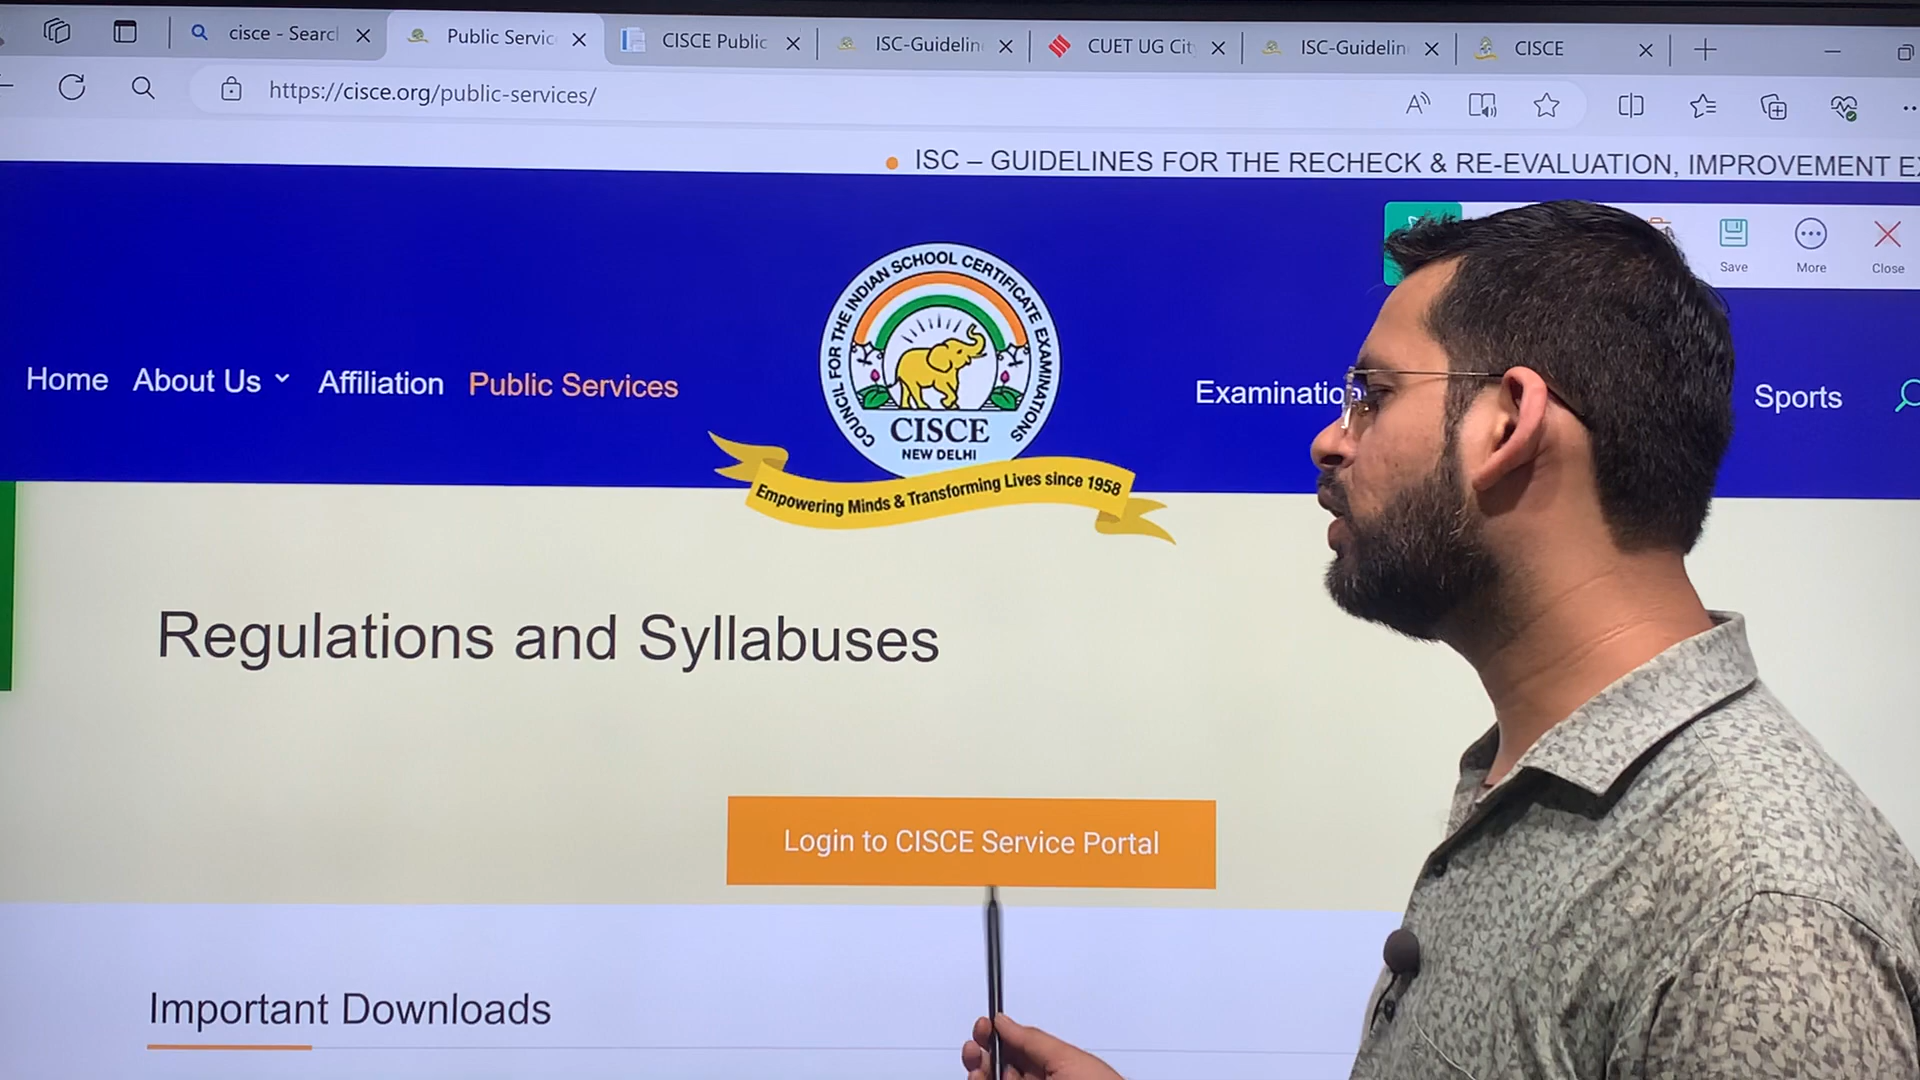 cisce - Searc
Public Servic
CISCE Public
ISC-Guidelin
CUET UG Cit
ISC-Guidelin
CISCE
https://cisce.org/public-services/
ISC – GUIDELINES FOR THE RECHECK & RE-EVALUATION, IMPROVEMENT EX
Save
More
Close
Home
About Us
Affiliation
Public Services
COUNCIL FOR THE INDIAN SCHOOL CERTIFICATE EXAMINATIONS
CISCE
NEW DELHI
Empowering Minds & Transforming Lives since 1958
Examination
Sports
Regulations and Syllabuses
Login to CISCE Service Portal
Important Downloads